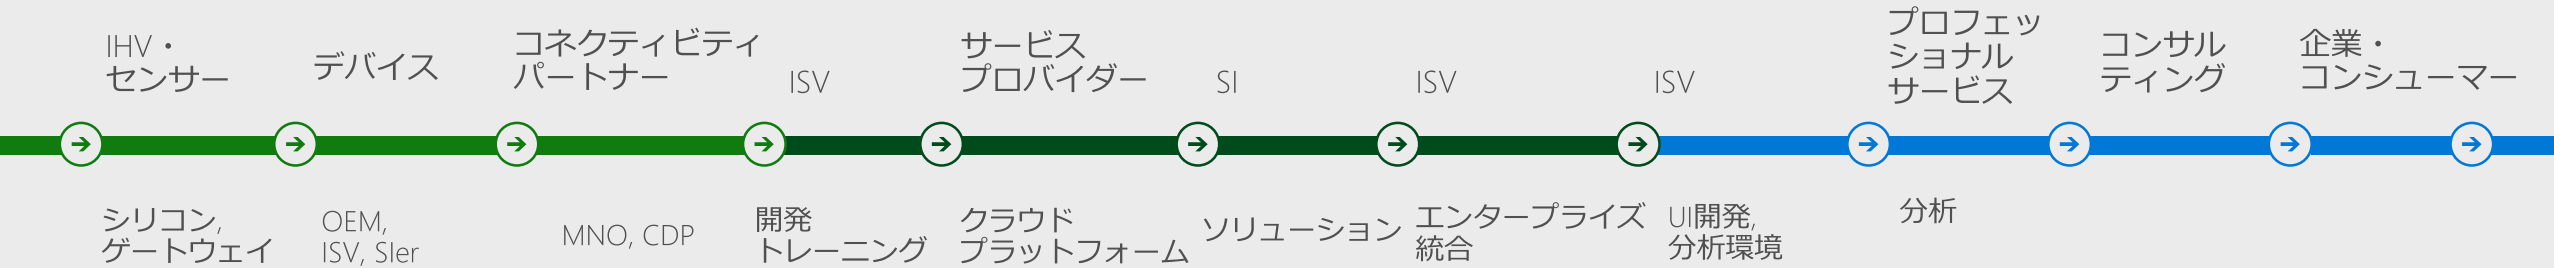 IHV・
センサー
デバイス
コネクティビティ
パートナー
ISV
サービス
プロバイダー
SI
ISV
ISV
プロフェッ
ショナル
サービス
コンサル
ティング
企業・
コンシューマー
シリコン,
ゲートウェイ
OEM,
ISV, SIer
MNO, CDP
開発
トレーニング
クラウド
プラットフォーム
ソリューション
エンタープライズ
統合
UI開発,
分析環境
分析